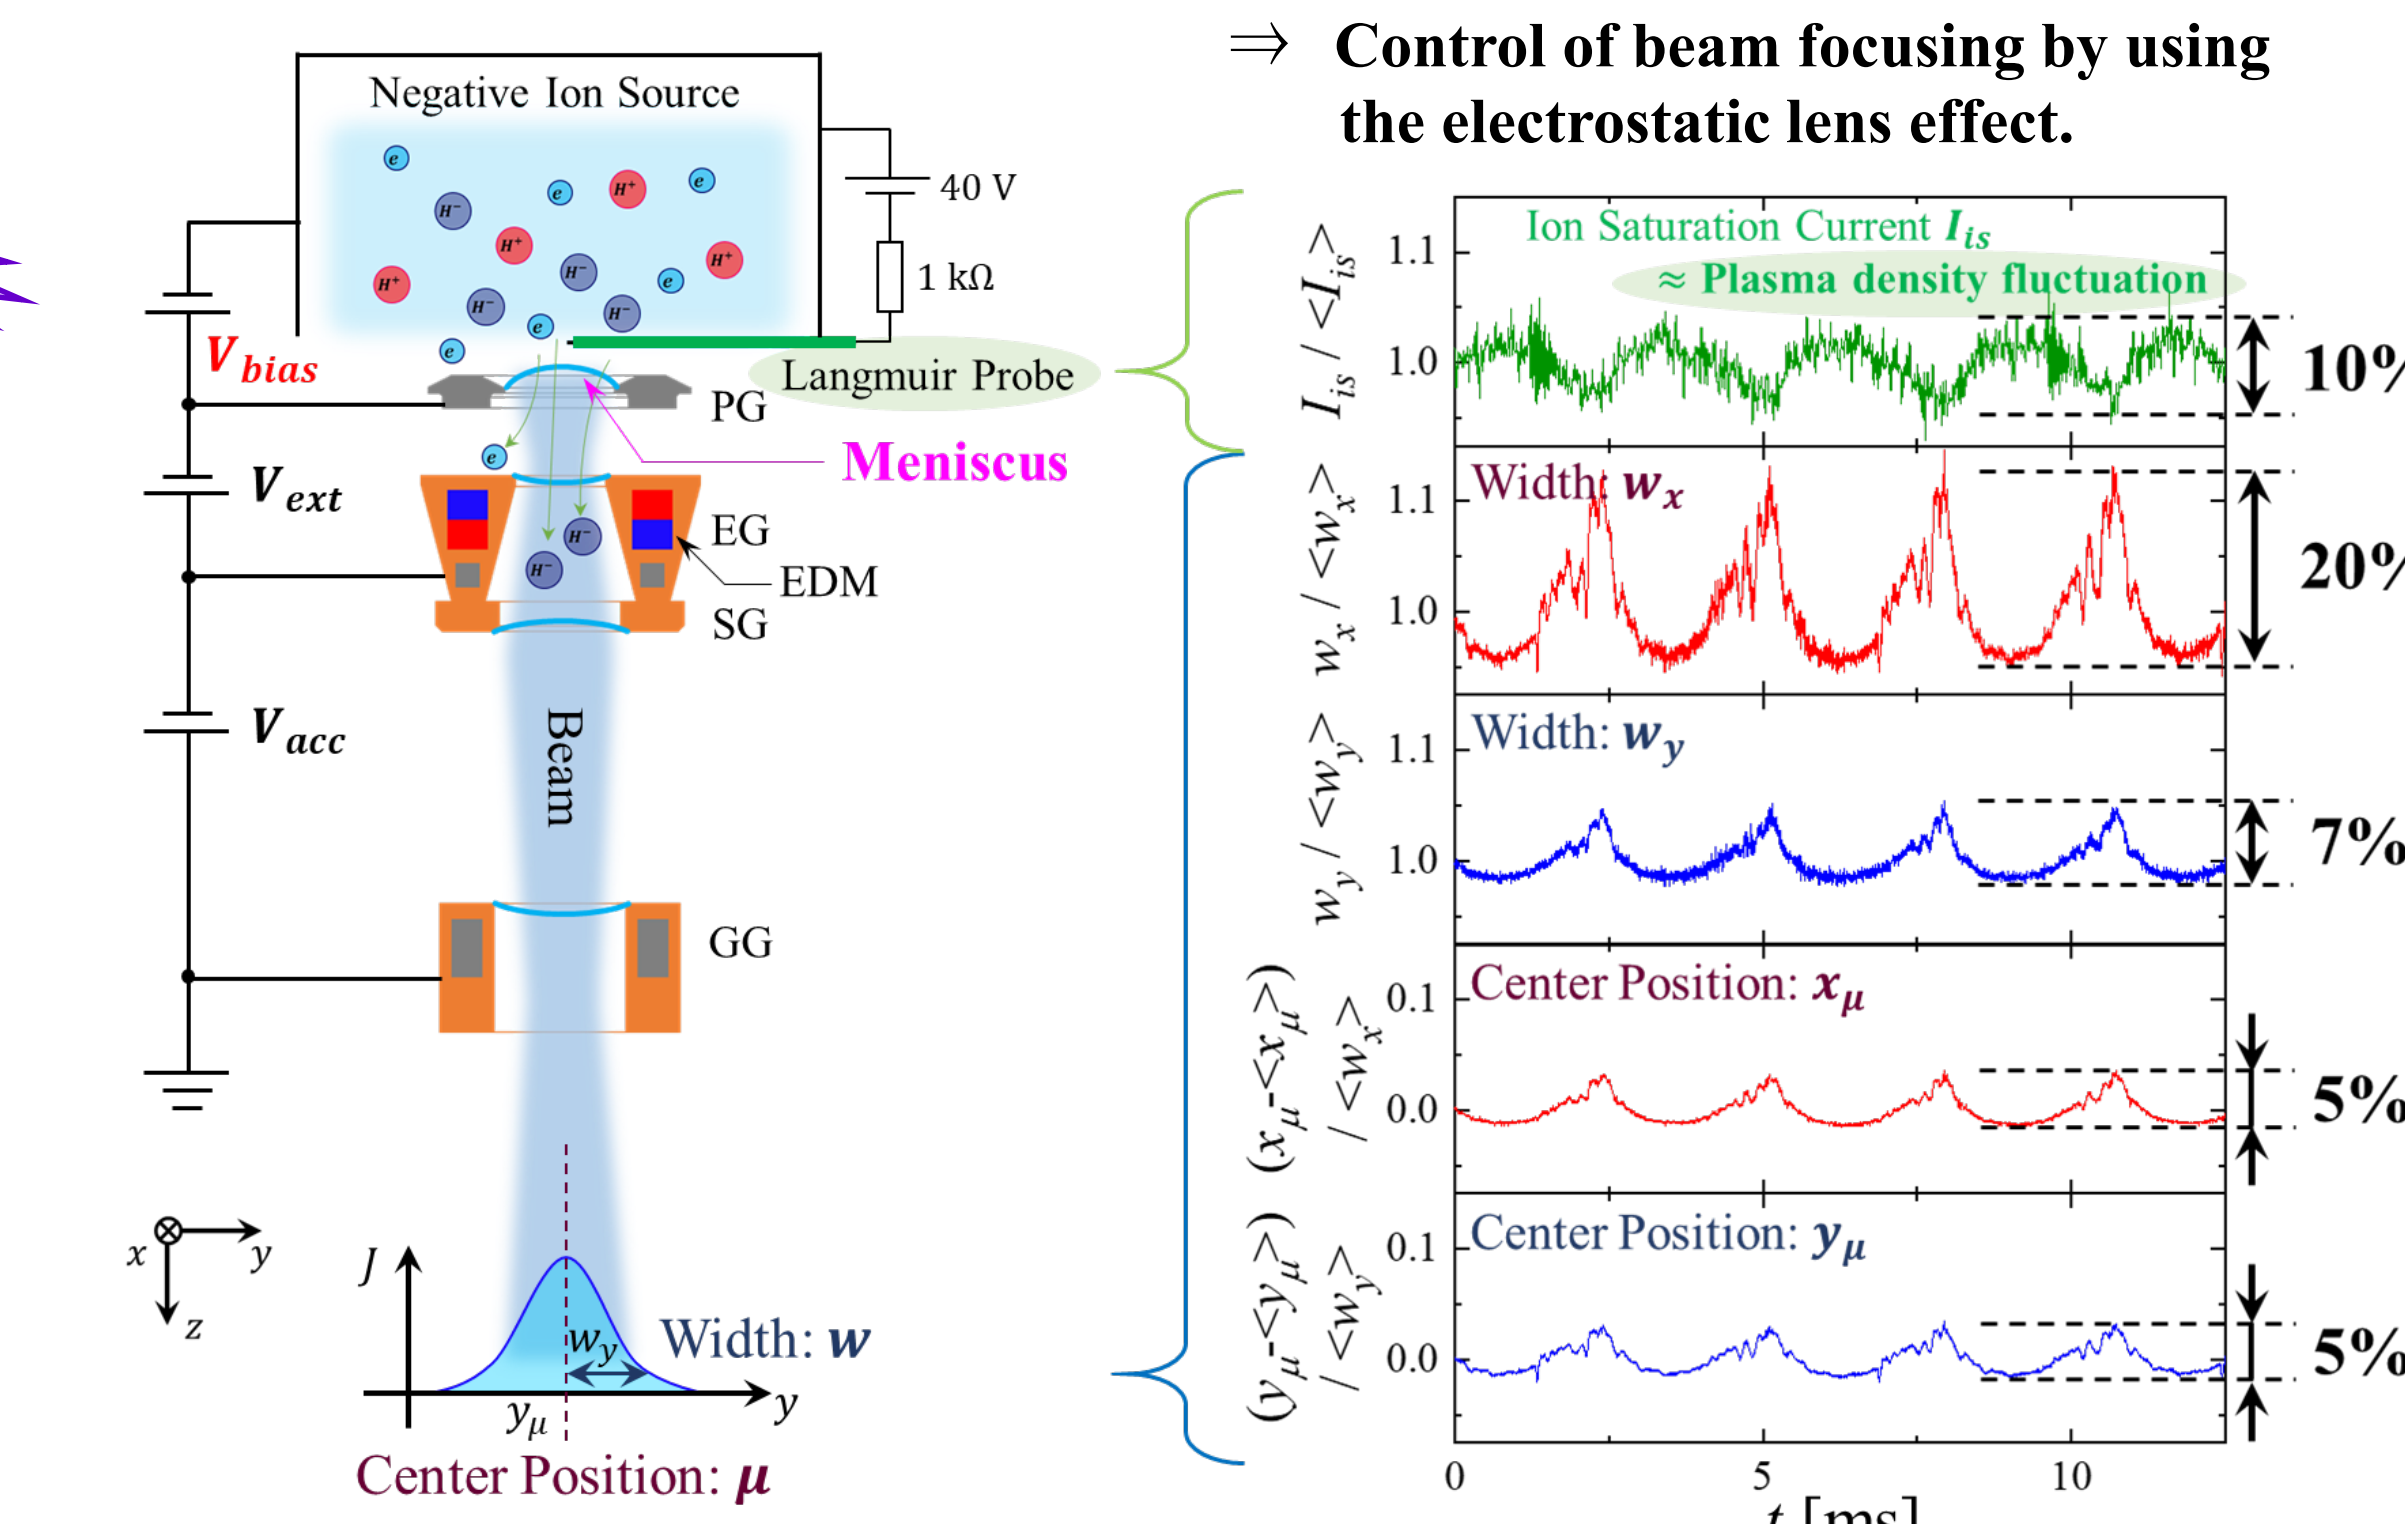 ⇒ Control of beam focusing by using
the electrostatic lens effect.
Negative Ion Source
e
e
H⁺
e
H⁻
H⁺
H⁻
H⁺
H⁺
e
H⁻
H⁻
e
e
40 V
1 kΩ
V_bias
Langmuir Probe
PG
e
Meniscus
V_ext
EG
H⁻
H⁻
EDM
SG
V_acc
Beam
GG
x
y
z
J
w_y
Width: w
y_μ
y
Center Position: μ
I_is / <I_is>
1.1
1.0
Ion Saturation Current I_is
≈ Plasma density fluctuation
10%
w_x / <w_x>
1.1
1.0
Width: w_x
20%
w_y / <w_y>
1.1
1.0
Width: w_y
7%
(x_μ-<x_μ>)
/ <w_x>
0.1
0.0
Center Position: x_μ
5%
(y_μ-<y_μ>)
/ <w_y>
0.1
0.0
Center Position: y_μ
5%
0 5 10
t [ms]